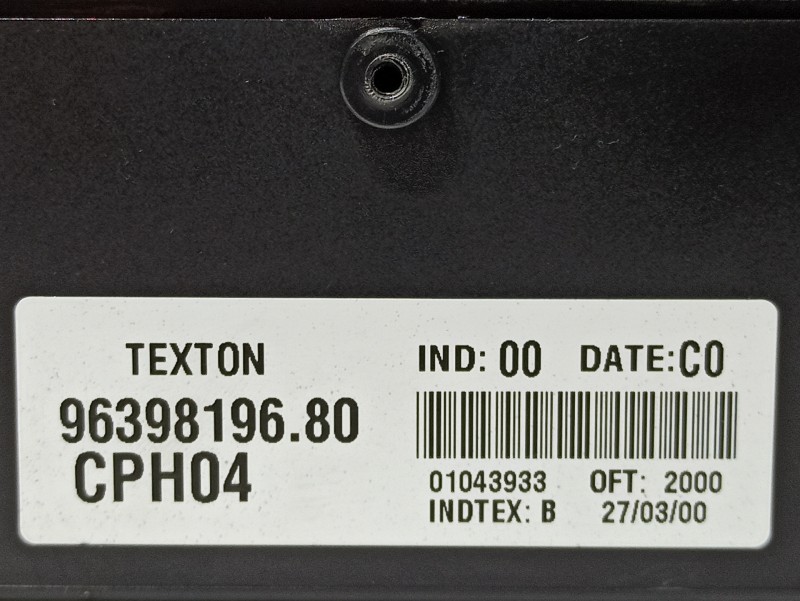 TEXTON
96398196.80
CPH04
IND: 00 DATE:C0
01043933 OFT: 2000
INDTEX: B 27/03/00